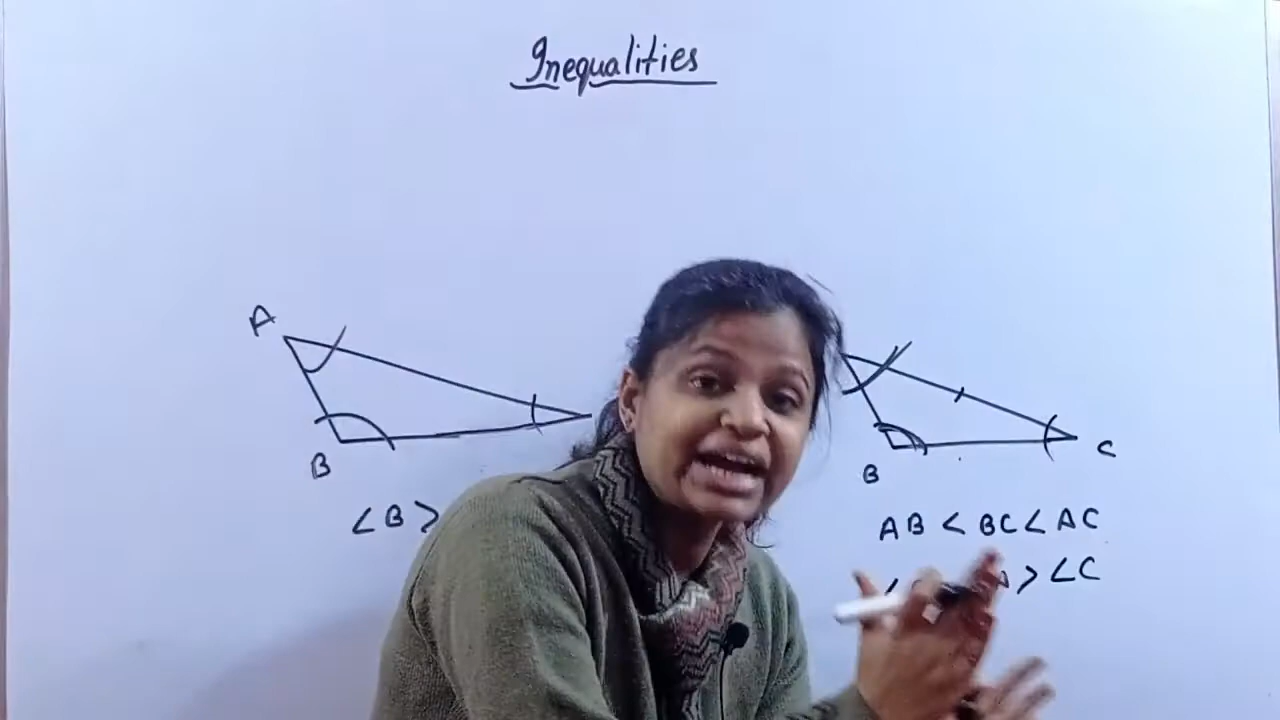 Inequalities
A
B
<B >
B
C
AB < BC < AC
> <C